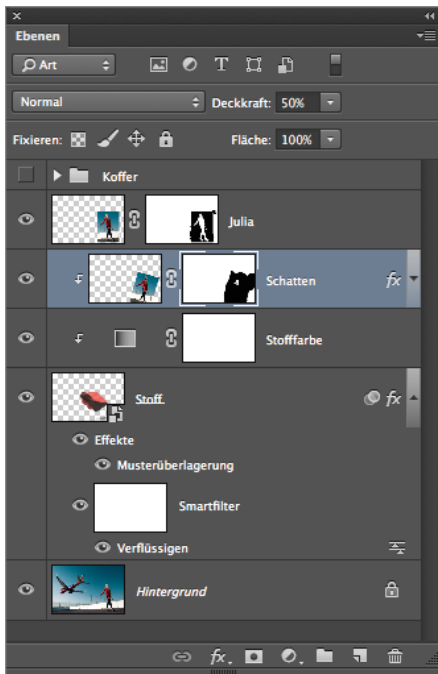 Ebenen
Art T
Normal Deckkraft: 50%
Fixieren: Fläche: 100%
Koffer
Julia
Schatten fx
Stofffarbe
Stoff fx
Effekte
Musterüberlagerung
Smartfilter
Verflüssigen
Hintergrund
fx.